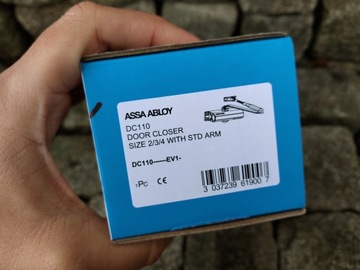 ASSA ABLOY
DC110
DOOR CLOSER
SIZE 2/3/4 WITH STD ARM
DC110------EV1-
1Pc CE
3 037239 619007